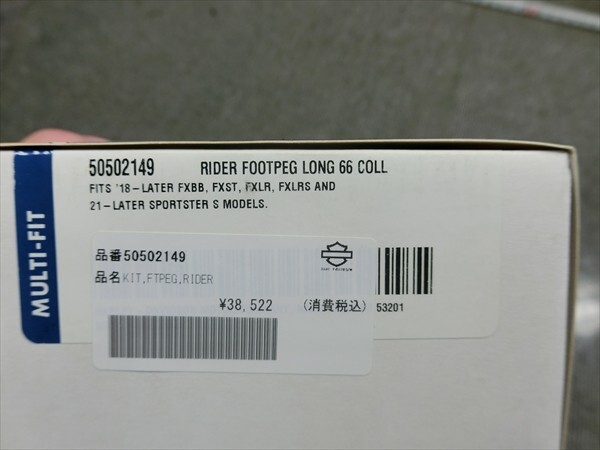 50502149 RIDER FOOTPEG LONG 66 COLL
FITS '18-LATER FXBB, FXST, FXLR, FXLRS AND
21-LATER SPORTSTER S MODELS.
MULTI-FIT
品番50502149
品名KIT,FTPEG,RIDER
¥38,522 (消費税込)
53201